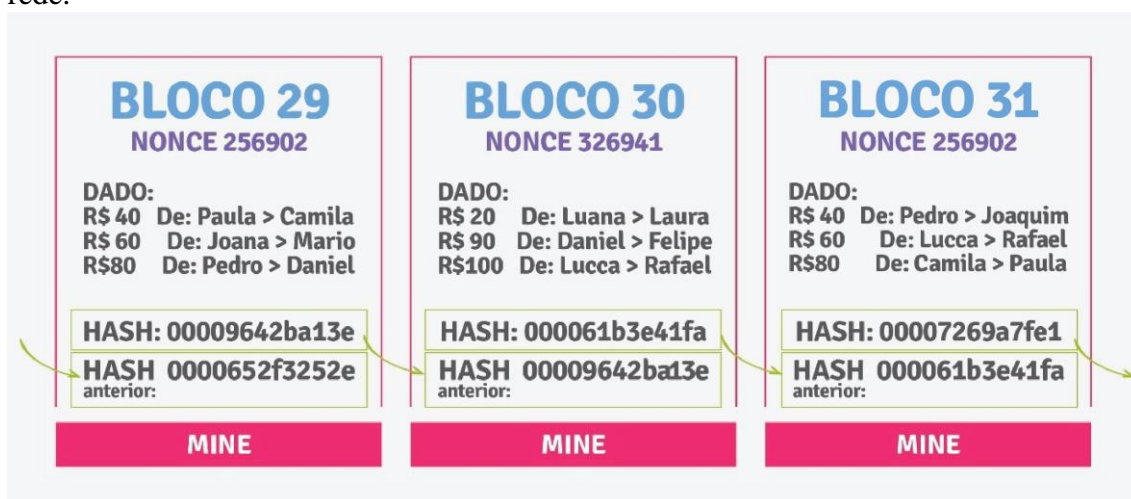 rede.
BLOCO 29
NONCE 256902
DADO:
R$ 40 De: Paula > Camila
R$ 60 De: Joana > Mario
R$80 De: Pedro > Daniel
HASH: 00009642ba13e
HASH 0000652f3252e
anterior:
MINE
BLOCO 30
NONCE 326941
DADO:
R$ 20 De: Luana > Laura
R$ 90 De: Daniel > Felipe
R$100 De: Lucca > Rafael
HASH: 000061b3e41fa
HASH 00009642ba13e
anterior:
MINE
BLOCO 31
NONCE 256902
DADO:
R$ 40 De: Pedro > Joaquim
R$ 60 De: Lucca > Rafael
R$80 De: Camila > Paula
HASH: 00007269a7fe1
HASH 000061b3e41fa
anterior:
MINE